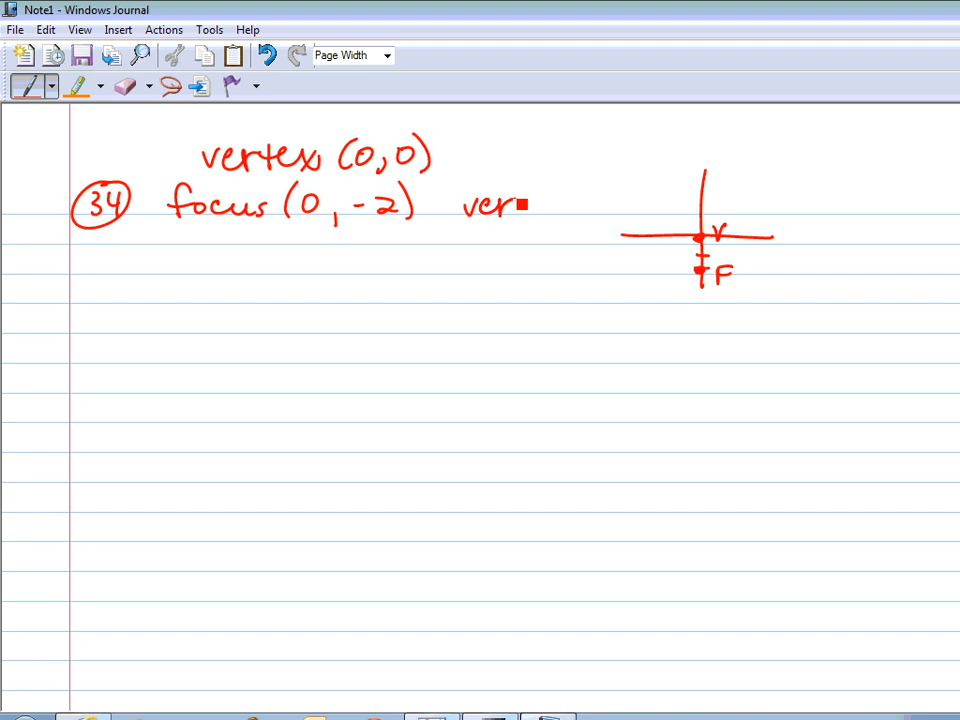 Note1 - Windows Journal
File Edit View Insert Actions Tools Help
Page Width
vertex (0,0)
34 focus (0, -2) ver
V
F